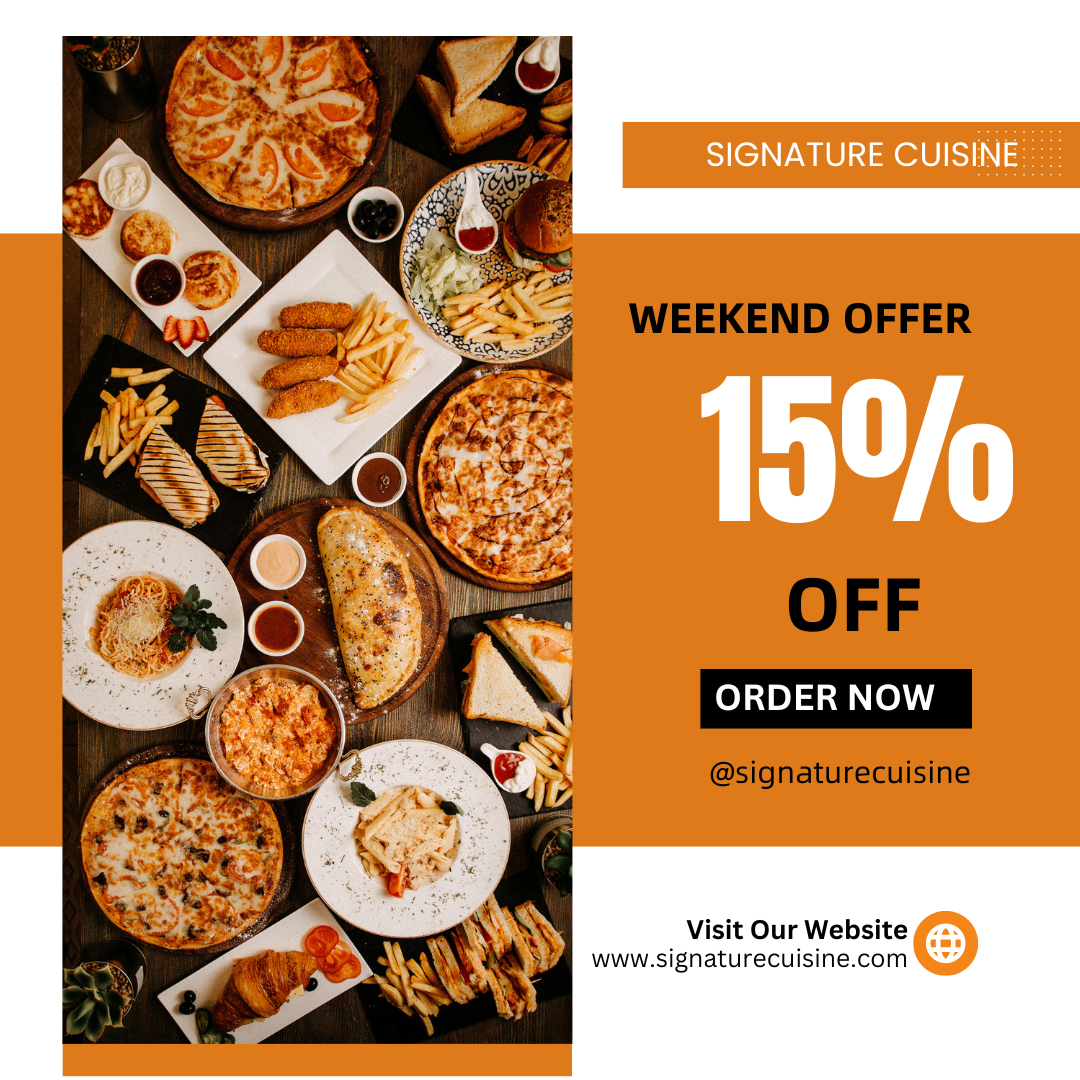 SIGNATURE CUISINE
WEEKEND OFFER
15%
OFF
ORDER NOW
@signaturecuisine
Visit Our Website
www.signaturecuisine.com